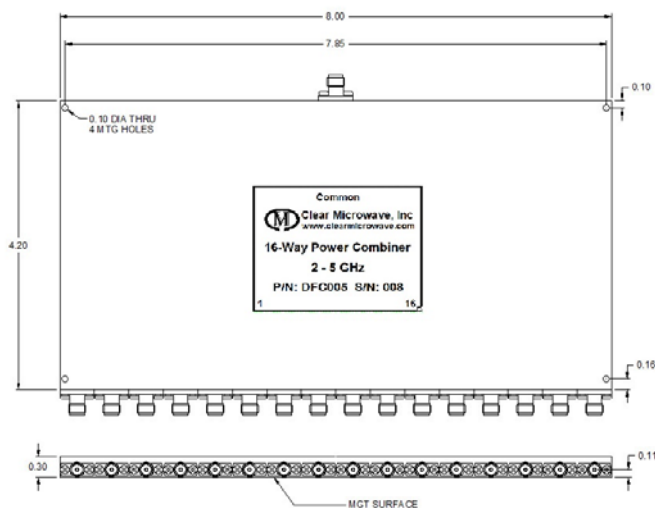 8.00
7.85
0.10
0.10 DIA THRU
4 MTG HOLES
4.20
Common
Clear Microwave, Inc
www.clearmicrowave.com
16-Way Power Combiner
2 - 5 GHz
P/N: DFC005 S/N: 008
1 16
0.16
0.30
0.11
MGT SURFACE